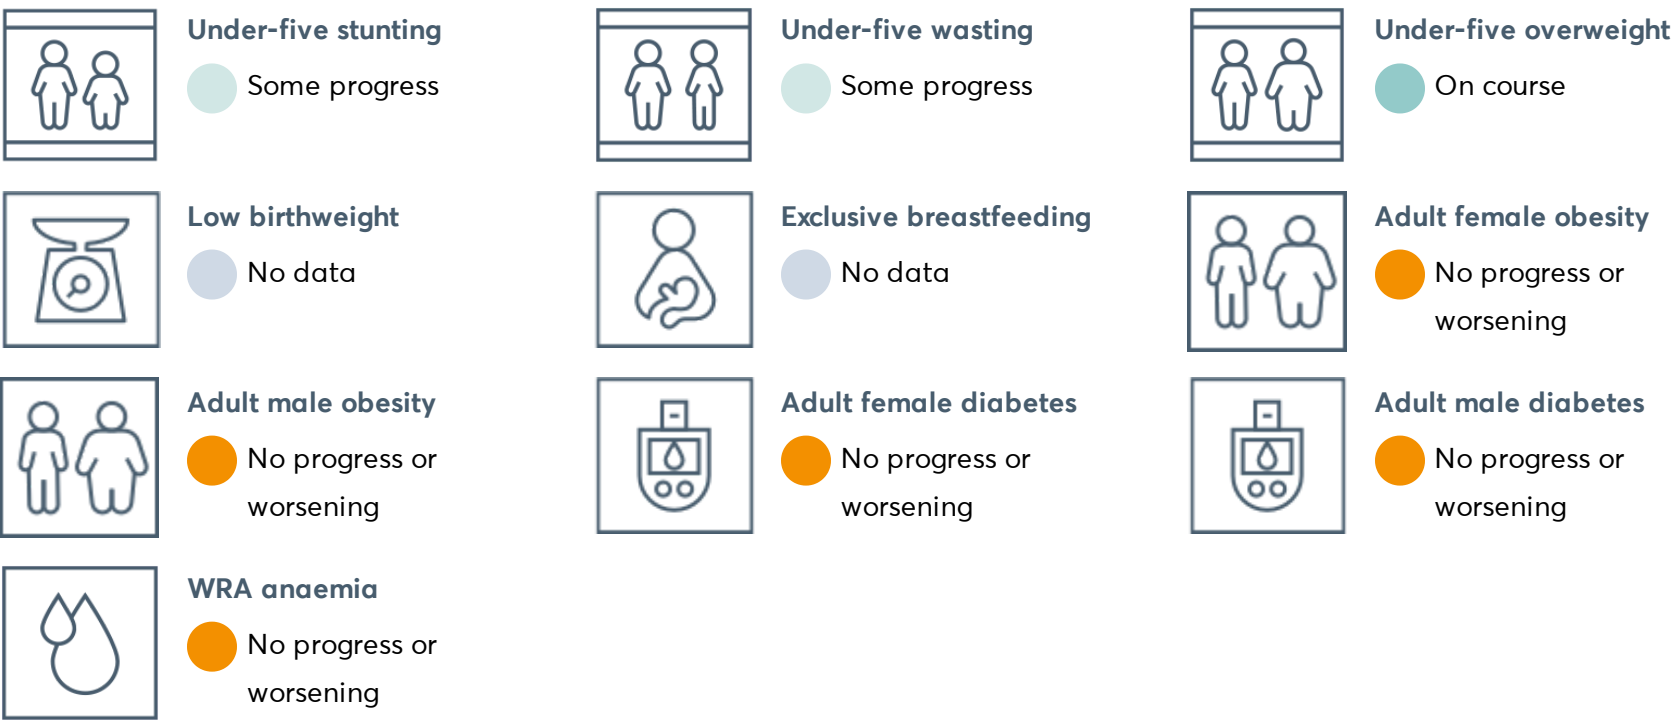 Under-five stunting
Some progress
Under-five wasting
Some progress
Under-five overweight
On course
Low birthweight
No data
Exclusive breastfeeding
No data
Adult female obesity
No progress or
worsening
Adult male obesity
No progress or
worsening
Adult female diabetes
No progress or
worsening
Adult male diabetes
No progress or
worsening
WRA anaemia
No progress or
worsening